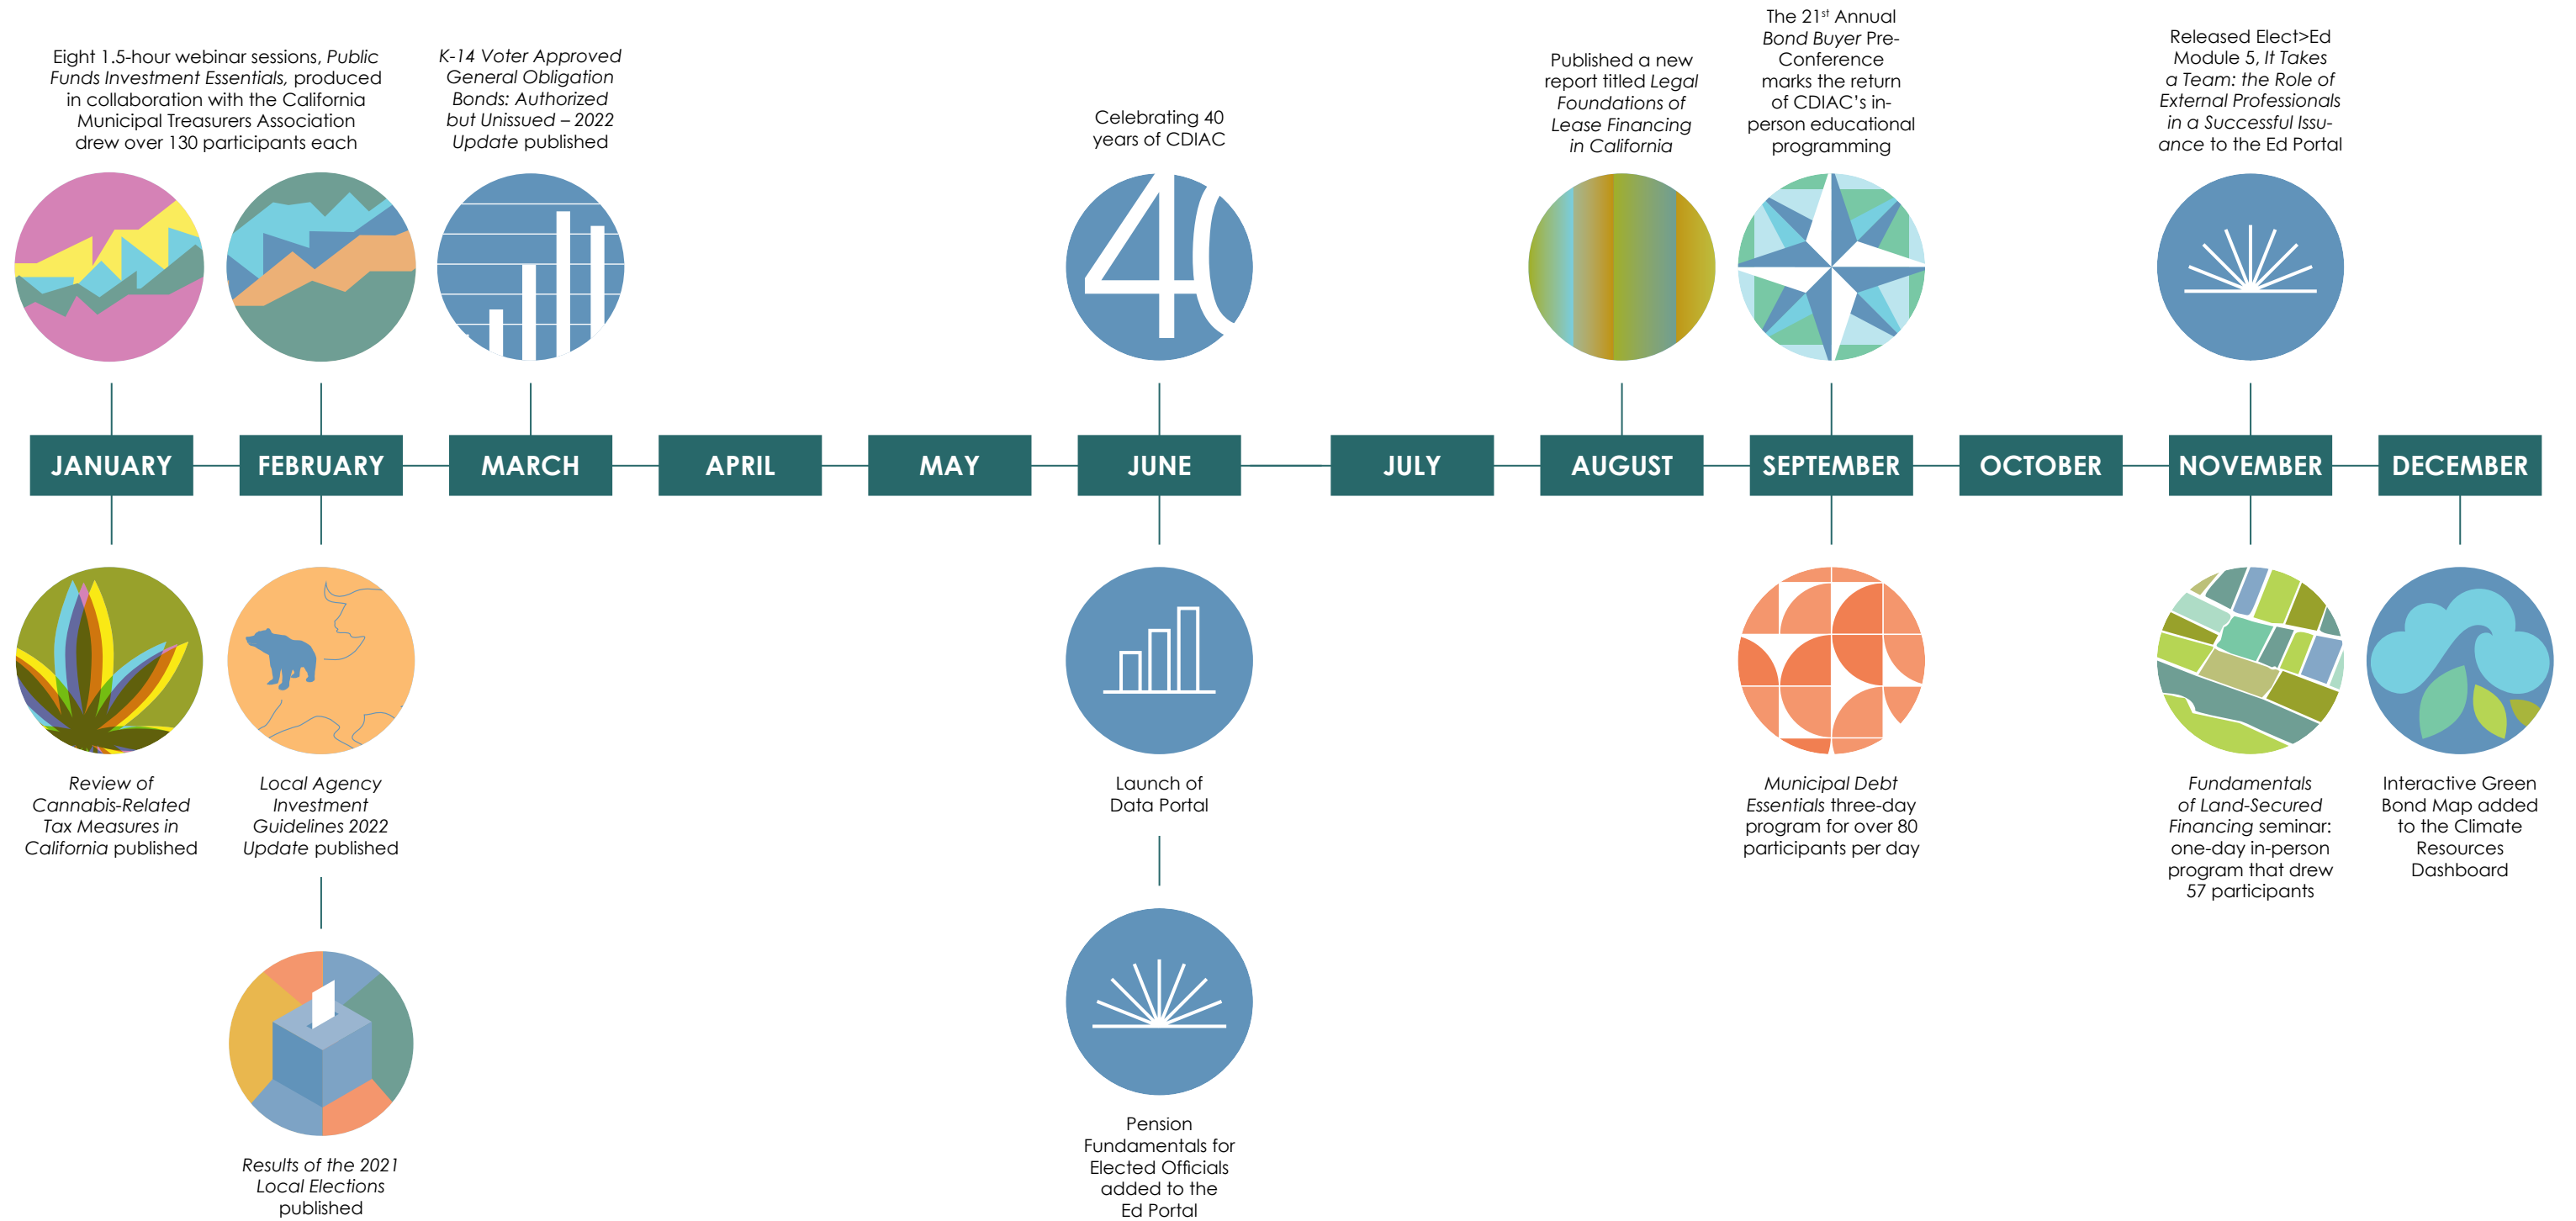 Eight 1.5-hour webinar sessions, Public
Funds Investment Essentials, produced
in collaboration with the California
Municipal Treasurers Association
drew over 130 participants each
K-14 Voter Approved
General Obligation
Bonds: Authorized
but Unissued – 2022
Update published
Celebrating 40
years of CDIAC
Published a new
report titled Legal
Foundations of
Lease Financing
in California
The 21st Annual
Bond Buyer Pre-
Conference
marks the return
of CDIAC's in-
person educational
programming
Released Elect>Ed
Module 5, It Takes
a Team: the Role of
External Professionals
in a Successful Issu-
ance to the Ed Portal
40
JANUARY
FEBRUARY
MARCH
APRIL
MAY
JUNE
JULY
AUGUST
SEPTEMBER
OCTOBER
NOVEMBER
DECEMBER
Review of
Cannabis-Related
Tax Measures in
California published
Local Agency
Investment
Guidelines 2022
Update published
Launch of
Data Portal
Municipal Debt
Essentials three-day
program for over 80
participants per day
Fundamentals
of Land-Secured
Financing seminar:
one-day in-person
program that drew
57 participants
Interactive Green
Bond Map added
to the Climate
Resources
Dashboard
Results of the 2021
Local Elections
published
Pension
Fundamentals for
Elected Officials
added to the
Ed Portal